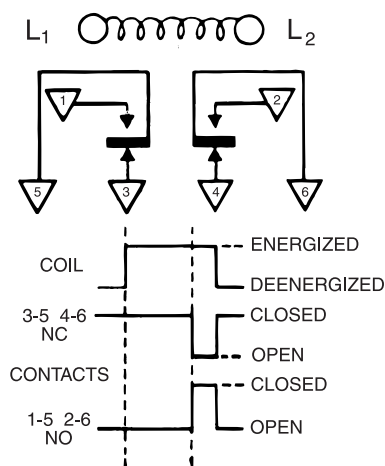 L1 L2
1 2
5 3 4 6
ENERGIZED
COIL
DEENERGIZED
3-5 4-6 CLOSED
NC
OPEN
CONTACTS CLOSED
1-5 2-6 OPEN
NO